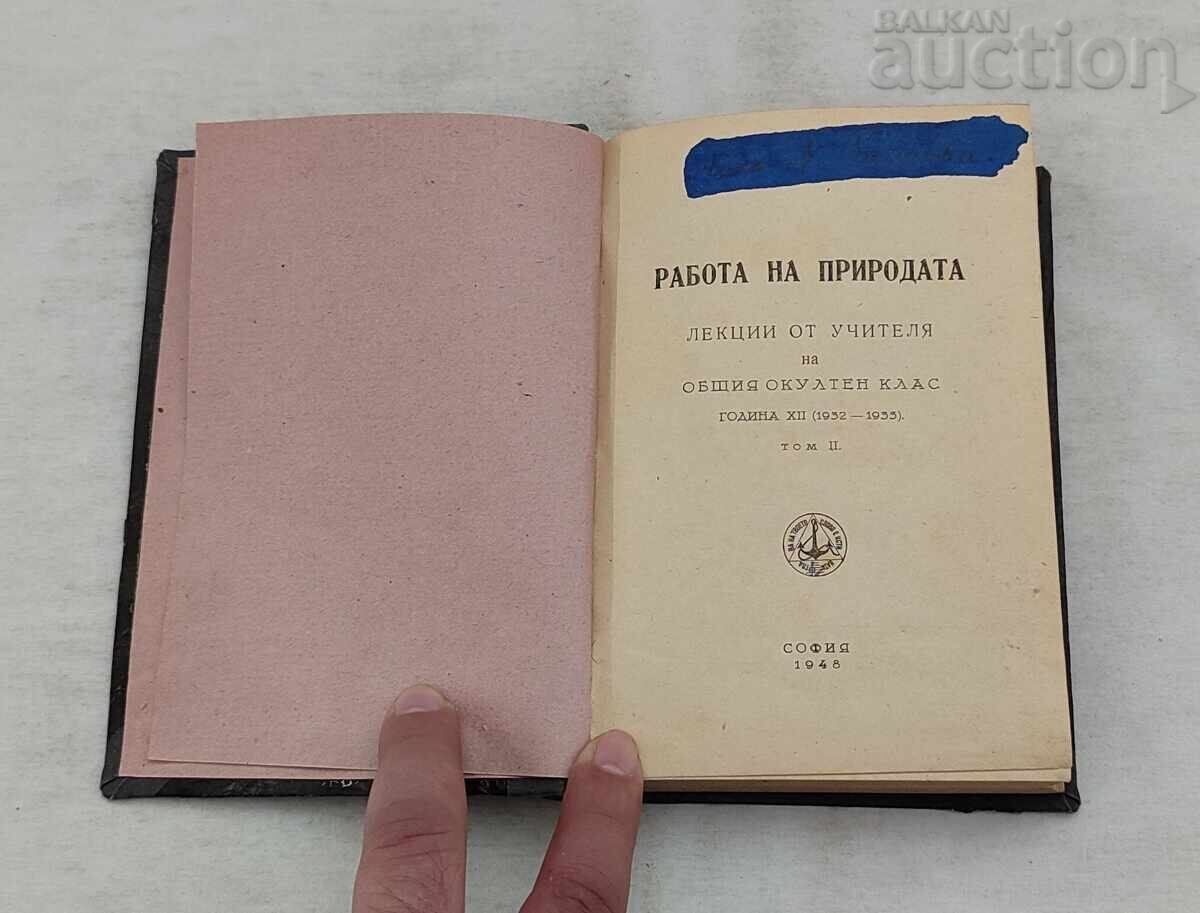 BALKAN
auction
РАБОТА НА ПРИРОДАТА
ЛЕКЦИИ ОТ УЧИТЕЛЯ
на
ОБЩИЯ ОКУЛТЕН КЛАС
ГОДИНА XII (1932 — 1933).
ТОМ II.
СОФИЯ
1948